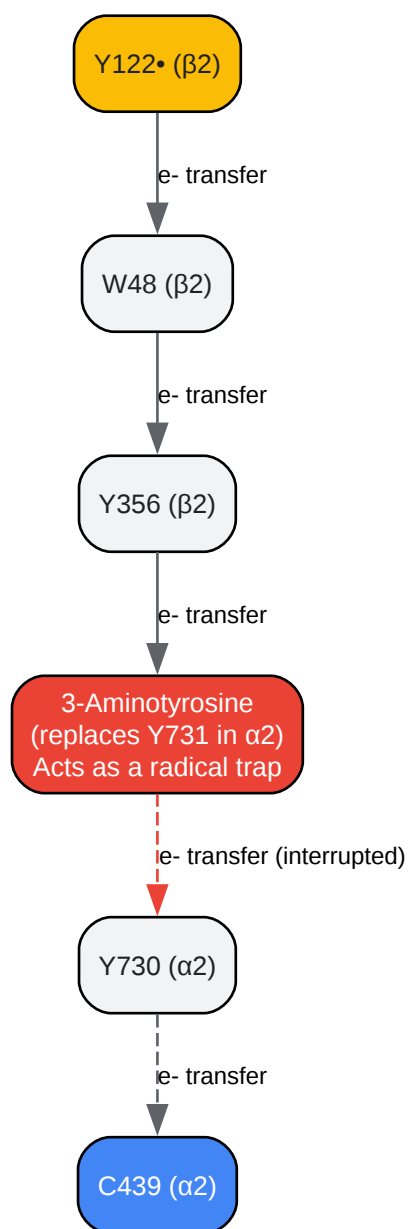 Y122• (β2)
e- transfer
W48 (β2)
e- transfer
Y356 (β2)
e- transfer
3-Aminotyrosine
(replaces Y731 in α2)
Acts as a radical trap
e- transfer (interrupted)
Y730 (α2)
e- transfer
C439 (α2)